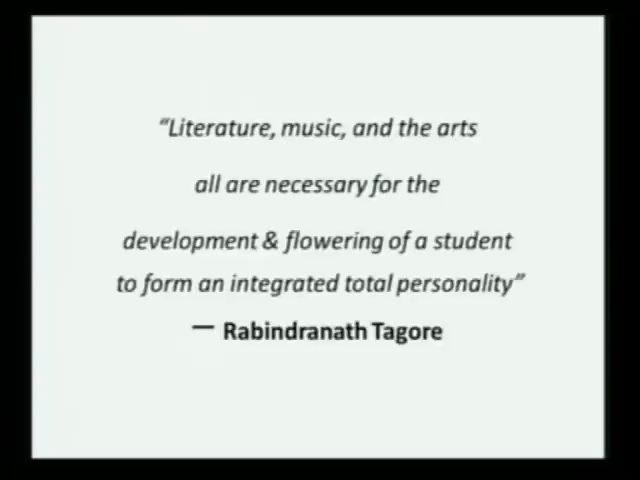 “Literature, music, and the arts
all are necessary for the
development & flowering of a student
to form an integrated total personality”
— Rabindranath Tagore